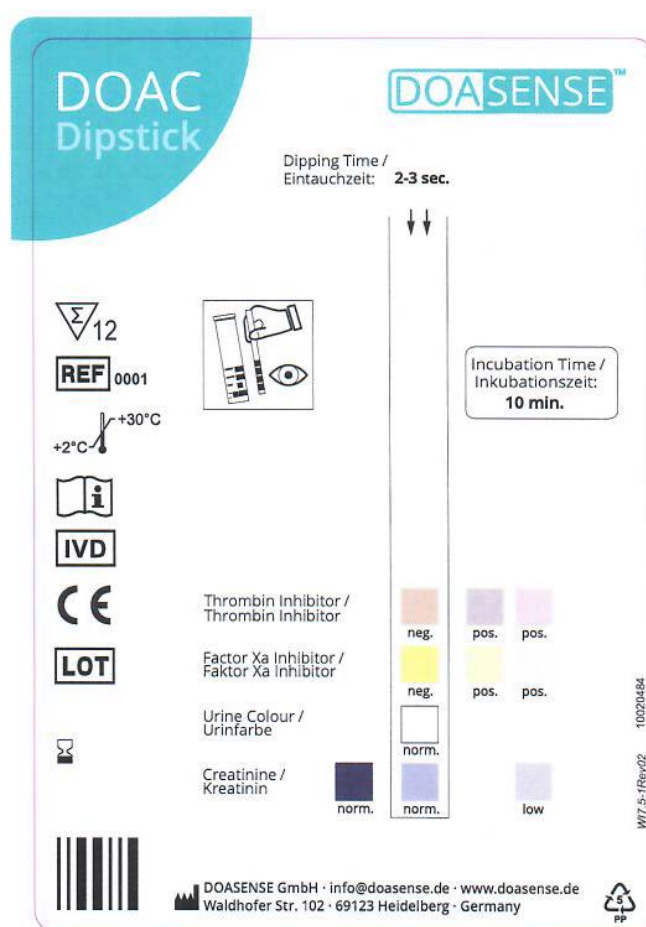 DOAC
Dipstick
DOASENSE™
Dipping Time /
Eintauchzeit: 2-3 sec.
Σ 12
REF 0001
+30°C
+2°C
Incubation Time /
Inkubationszeit:
10 min.
i
IVD
CE
LOT
Thrombin Inhibitor /
Thrombin Inhibitor
neg. pos. pos.
Factor Xa Inhibitor /
Faktor Xa Inhibitor
neg. pos. pos.
Urine Colour /
Urinfarbe
norm.
Creatinine /
Kreatinin
norm. norm. low
WI7.5-1Rev02 10020484
DOASENSE GmbH · info@doasense.de · www.doasense.de
Waldhofer Str. 102 · 69123 Heidelberg · Germany
5
PP